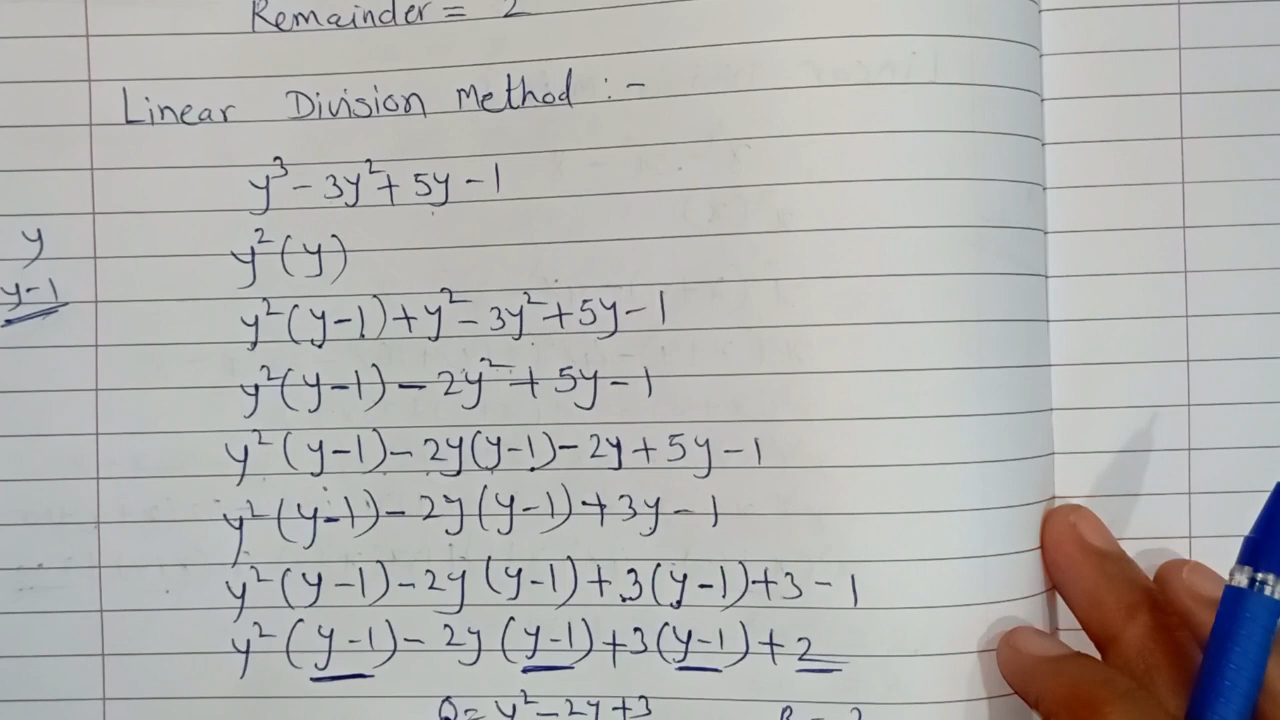 Remainder = 2
Linear Division Method :-
y³ - 3y² + 5y - 1
y²(y)
y
y-1
y²(y-1) + y² - 3y² + 5y - 1
y²(y-1) - 2y² + 5y - 1
y²(y-1) - 2y(y-1) - 2y + 5y - 1
y²(y-1) - 2y(y-1) + 3y - 1
y²(y-1) - 2y(y-1) + 3(y-1) + 3 - 1
y²(y-1) - 2y(y-1) + 3(y-1) + 2
Q = y² - 2y + 3 R = 2